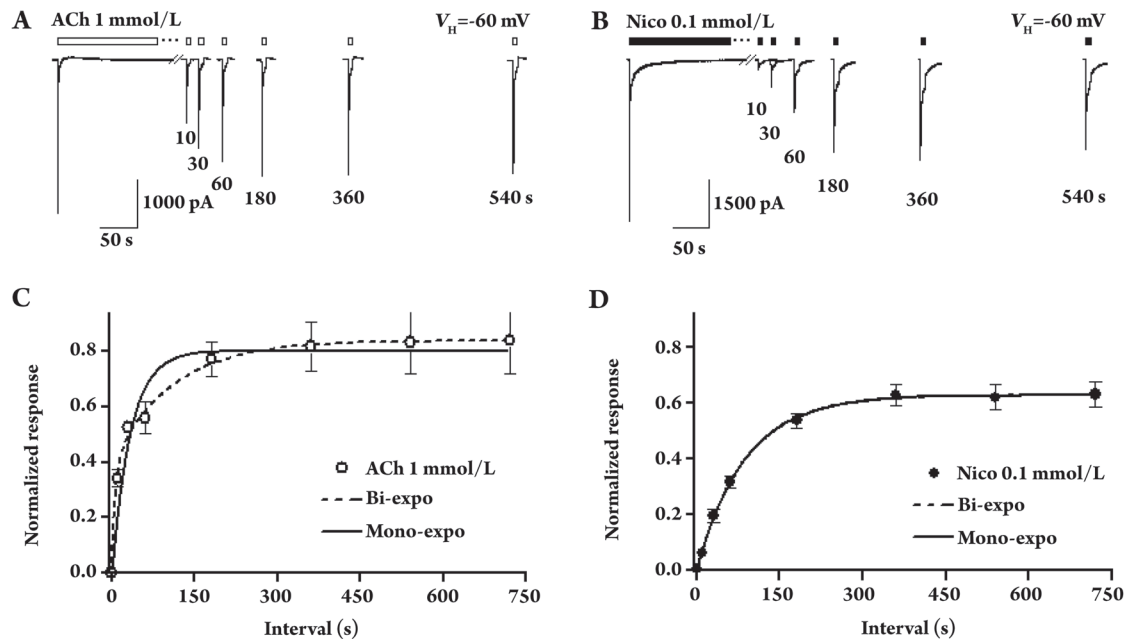 A
ACh 1 mmol/L
V_H=-60 mV
10
30
60
180
360
540 s
1000 pA
50 s
B
Nico 0.1 mmol/L
V_H=-60 mV
10
30
60
180
360
540 s
1500 pA
50 s
C
Normalized response
0.8
0.6
0.4
0.2
0.0
ACh 1 mmol/L
Bi-expo
Mono-expo
0 150 300 450 600 750
Interval (s)
D
Normalized response
0.8
0.6
0.4
0.2
0.0
Nico 0.1 mmol/L
Bi-expo
Mono-expo
0 150 300 450 600 750
Interval (s)